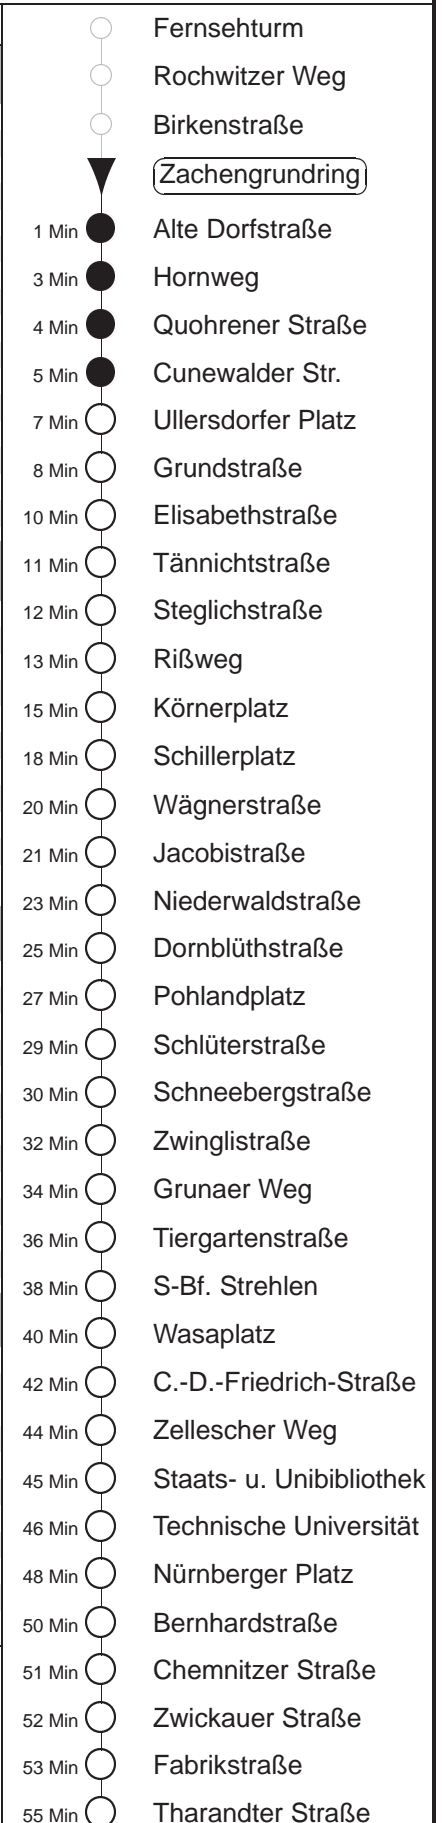 Fernsehturm
Rochwitzer Weg
Birkenstraße
Zachengrundring
1 Min Alte Dorfstraße
3 Min Hornweg
4 Min Quohrener Straße
5 Min Cunewalder Str.
7 Min Ullersdorfer Platz
8 Min Grundstraße
10 Min Elisabethstraße
11 Min Tännichtstraße
12 Min Steglichstraße
13 Min Rißweg
15 Min Körnerplatz
18 Min Schillerplatz
20 Min Wägnerstraße
21 Min Jacobistraße
23 Min Niederwaldstraße
25 Min Dornblüthstraße
27 Min Pohlandplatz
29 Min Schlüterstraße
30 Min Schneebergstraße
32 Min Zwinglistraße
34 Min Grunaer Weg
36 Min Tiergartenstraße
38 Min S-Bf. Strehlen
40 Min Wasaplatz
42 Min C.-D.-Friedrich-Straße
44 Min Zellescher Weg
45 Min Staats- u. Unibibliothek
46 Min Technische Universität
48 Min Nürnberger Platz
50 Min Bernhardstraße
51 Min Chemnitzer Straße
52 Min Zwickauer Straße
53 Min Fabrikstraße
55 Min Tharandter Straße